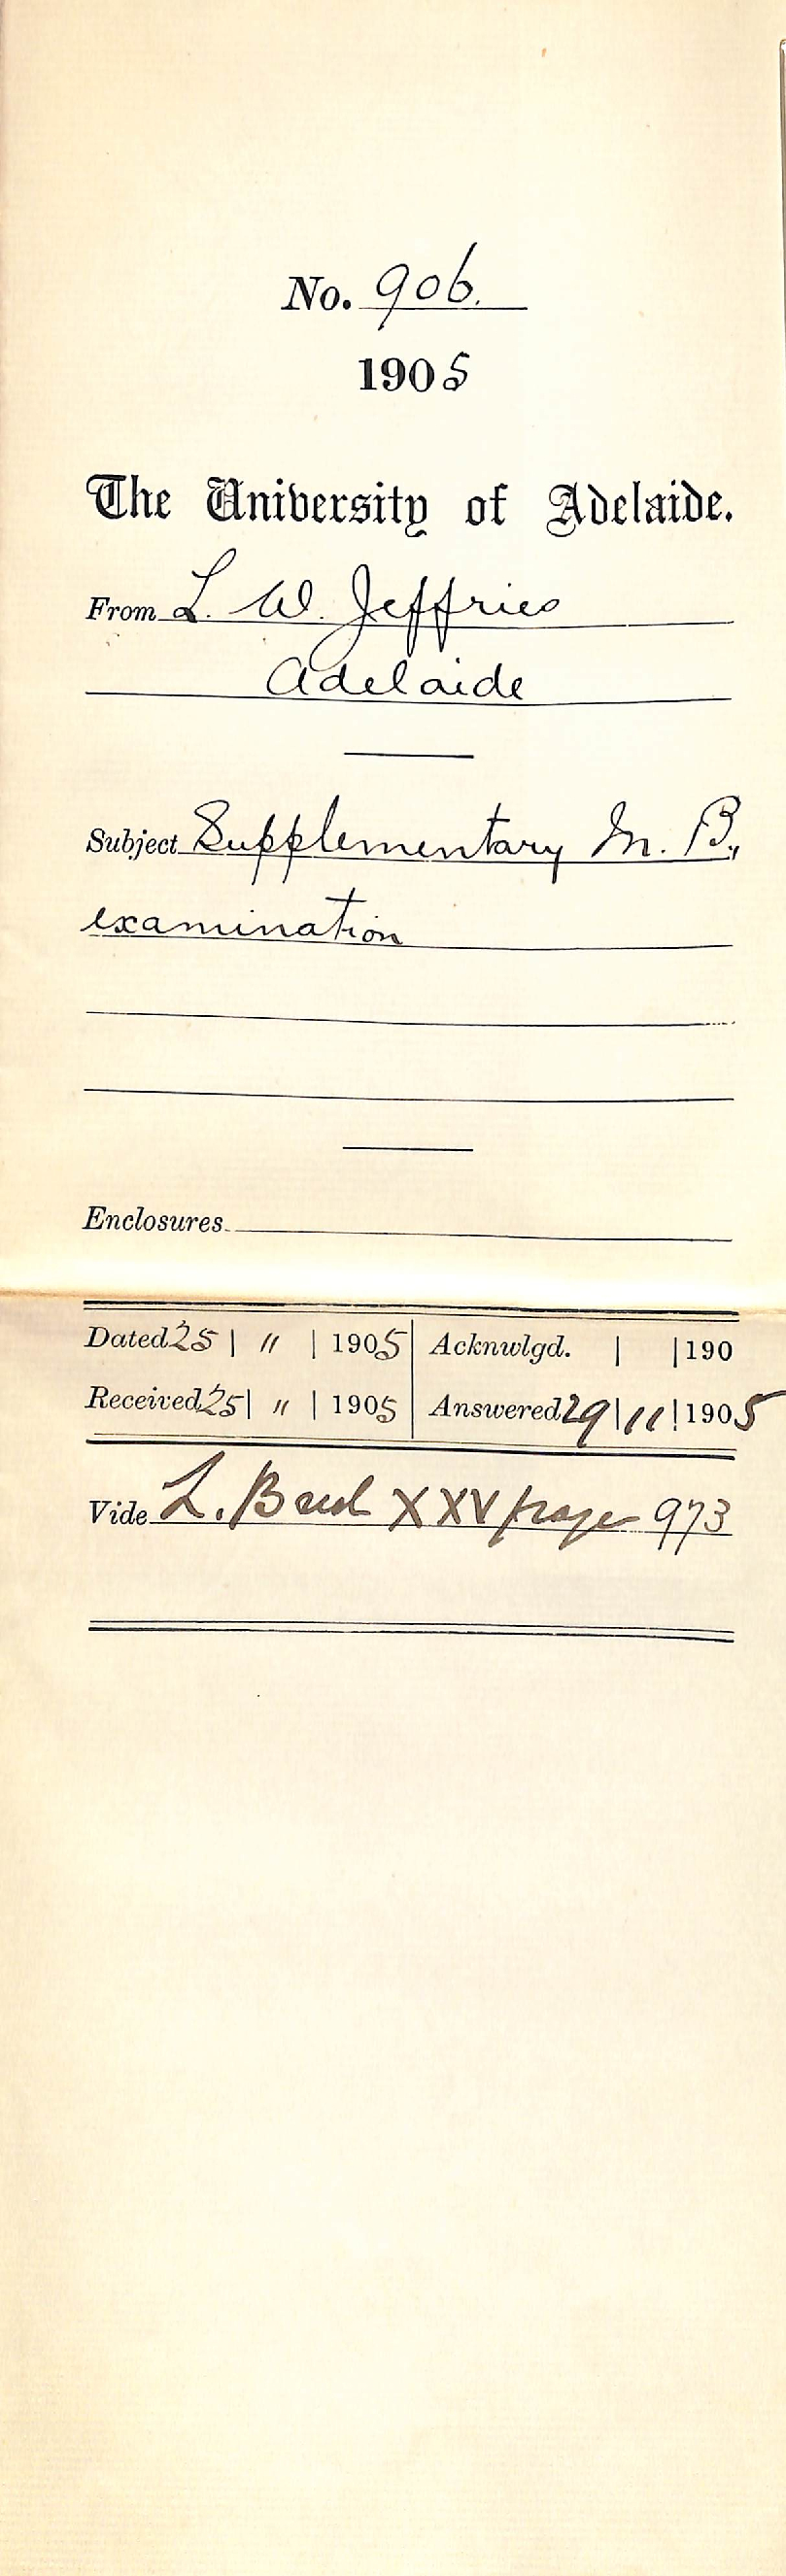 No. 906.
1905
The University of Adelaide.
From L. W. Jeffries
Adelaide
Subject Supplementary M. B.,
examination
Enclosures
Dated 25 | 11 | 1905 Acknwlgd. | | 190
Received 25 | 11 | 1905 Answered 29 | 11 | 1905
Vide L. Book XXV page 973